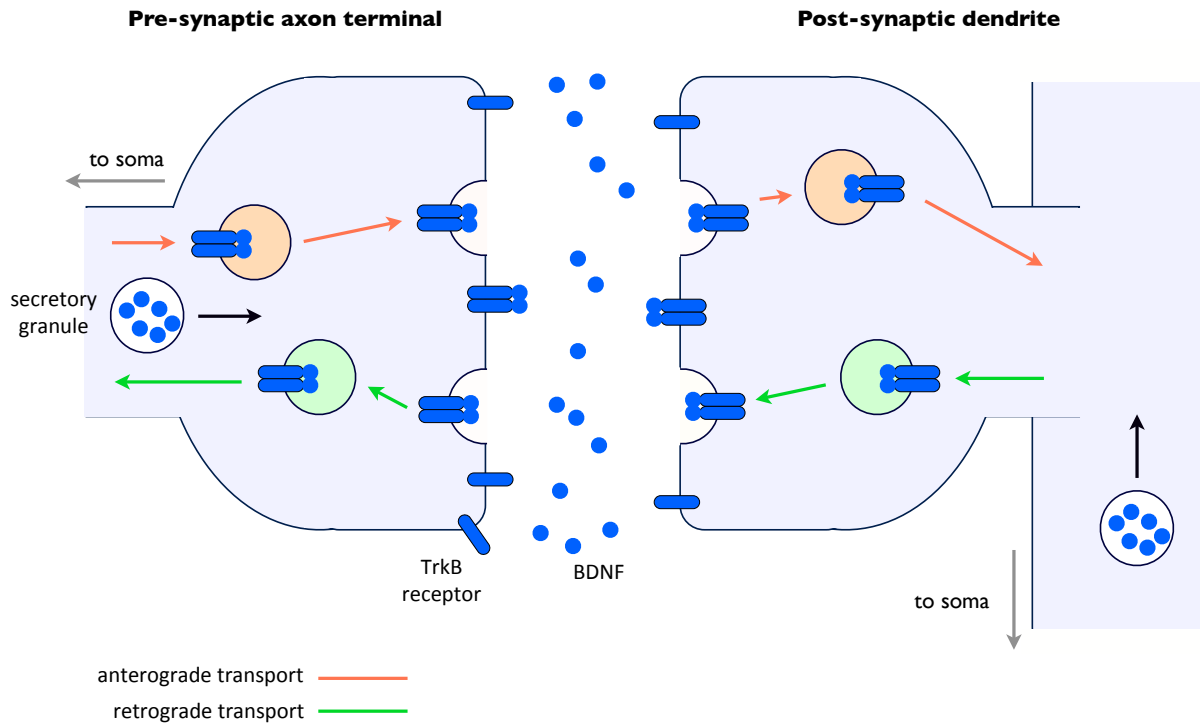 Pre-synaptic axon terminal
Post-synaptic dendrite
to soma
secretory
granule
TrkB
receptor
BDNF
to soma
anterograde transport
retrograde transport